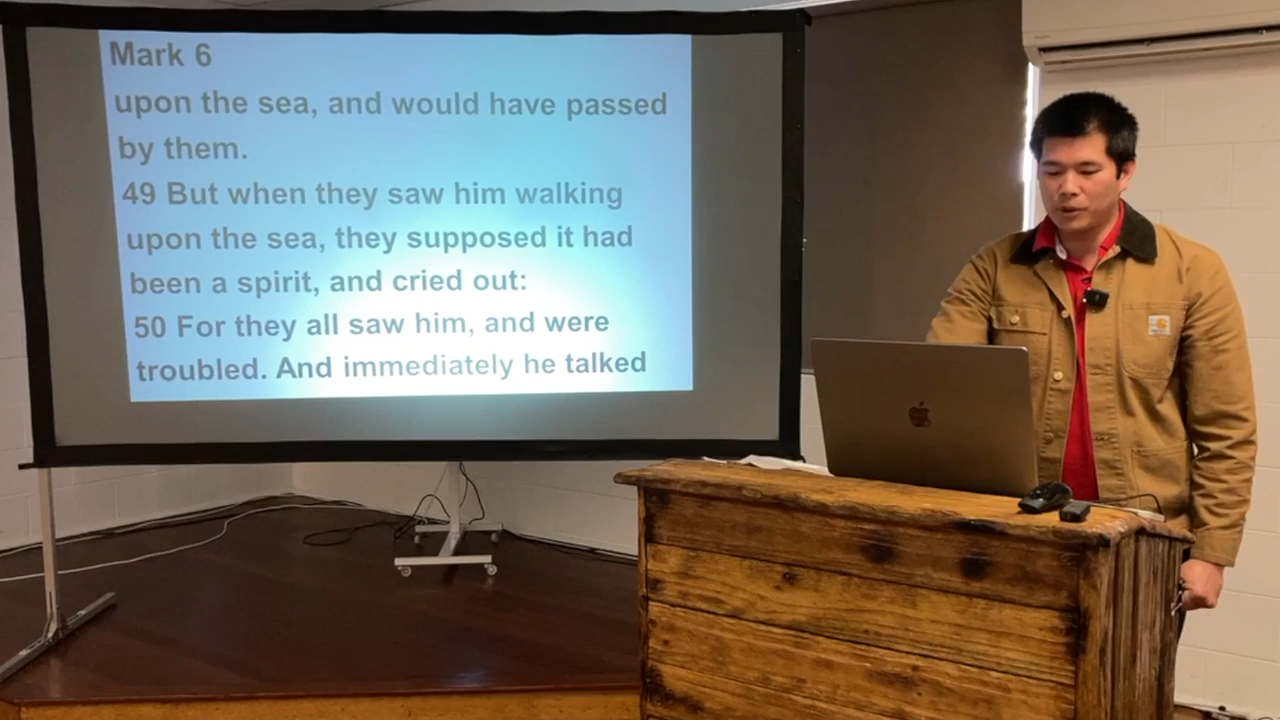 Mark 6
upon the sea, and would have passed
by them.
49 But when they saw him walking
upon the sea, they supposed it had
been a spirit, and cried out:
50 For they all saw him, and were
troubled. And immediately he talked